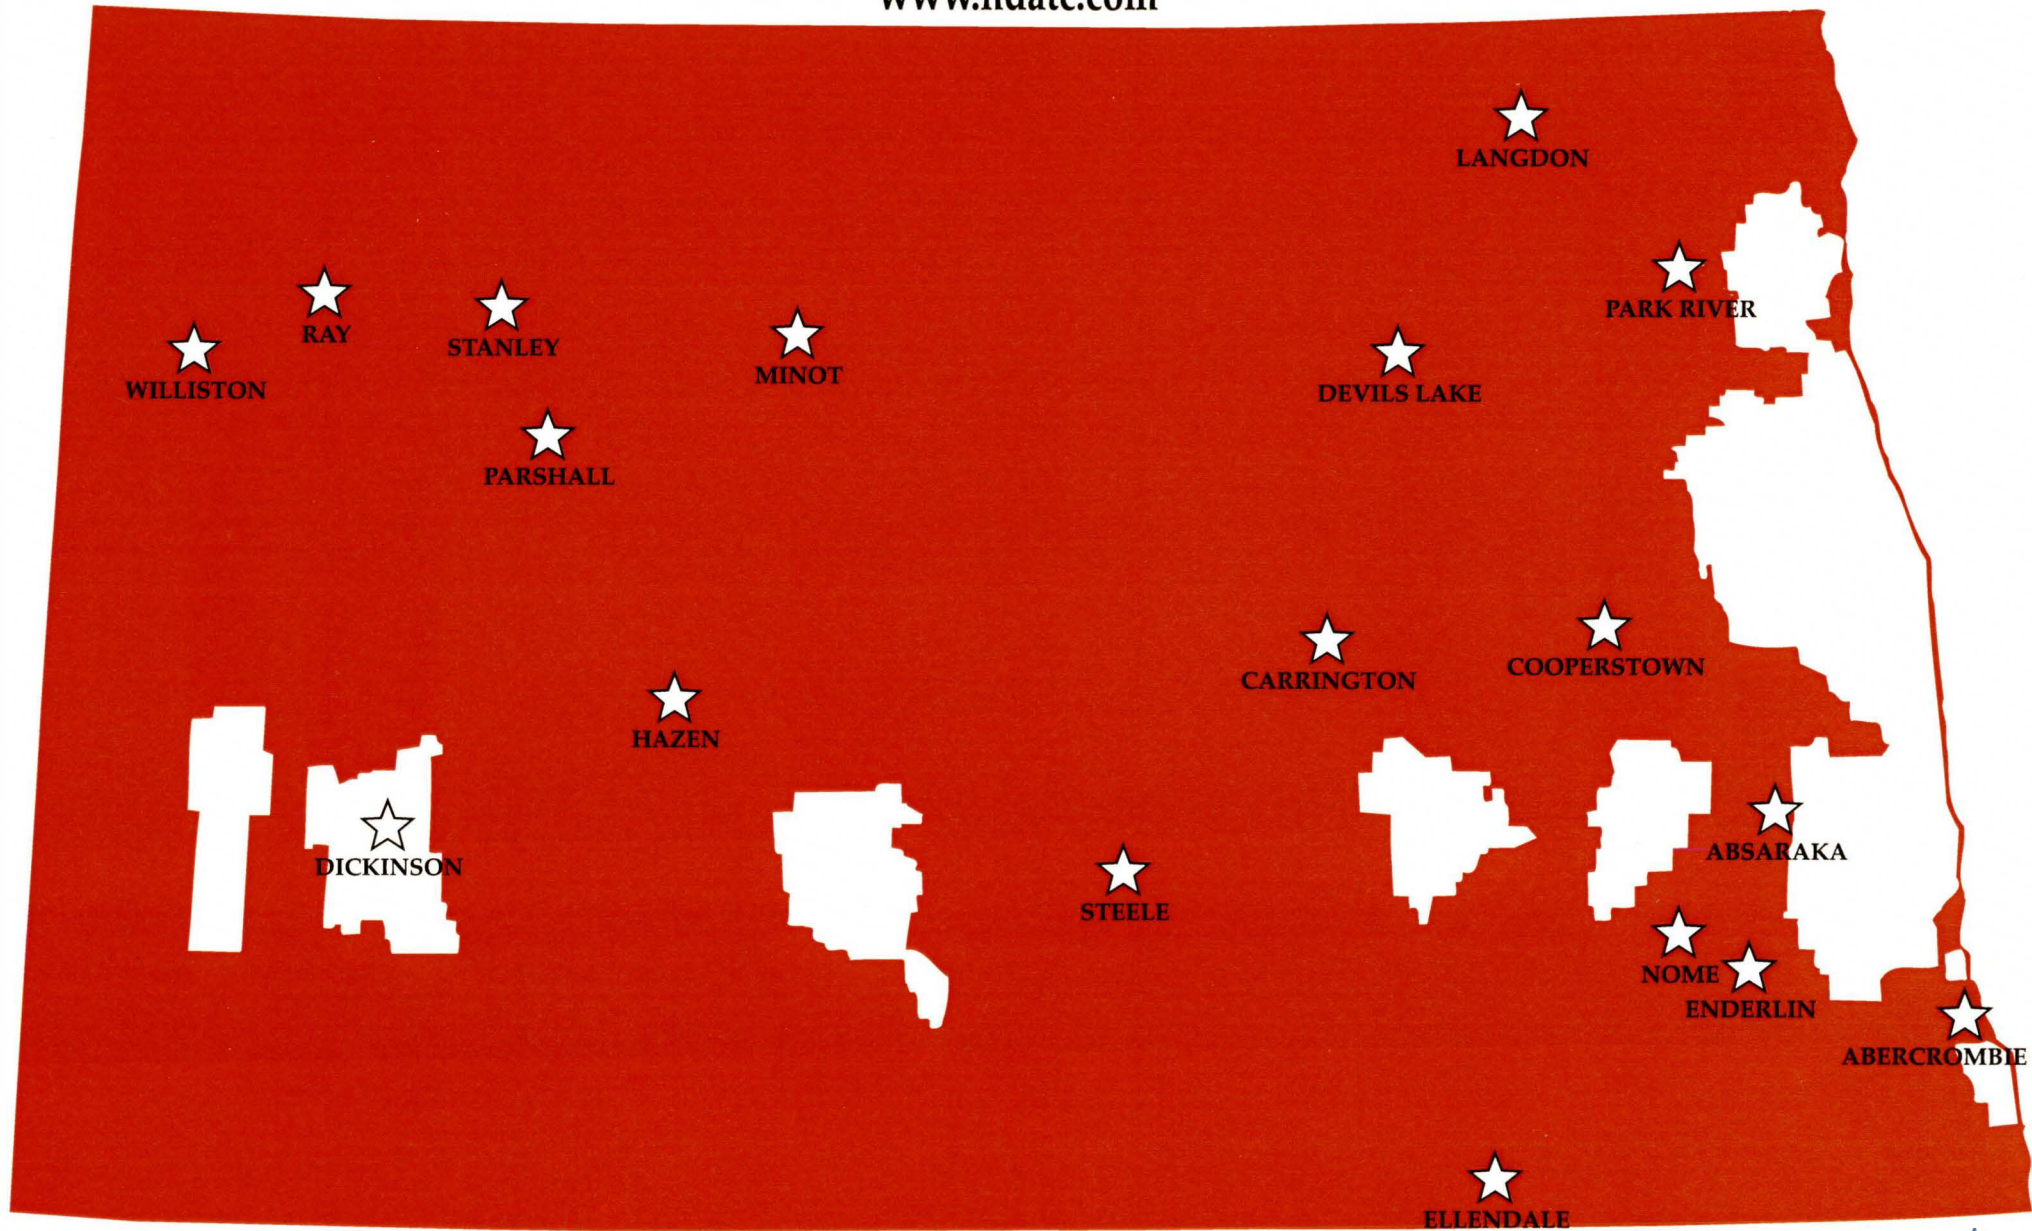 LANGDON
PARK RIVER
RAY
STANLEY
MINOT
WILLISTON
DEVILS LAKE
PARSHALL
CARRINGTON
COOPERSTOWN
HAZEN
DICKINSON
ABSARAKA
STEELE
NOME
ENDERLIN
ABERCROMBIE
ELLENDALE